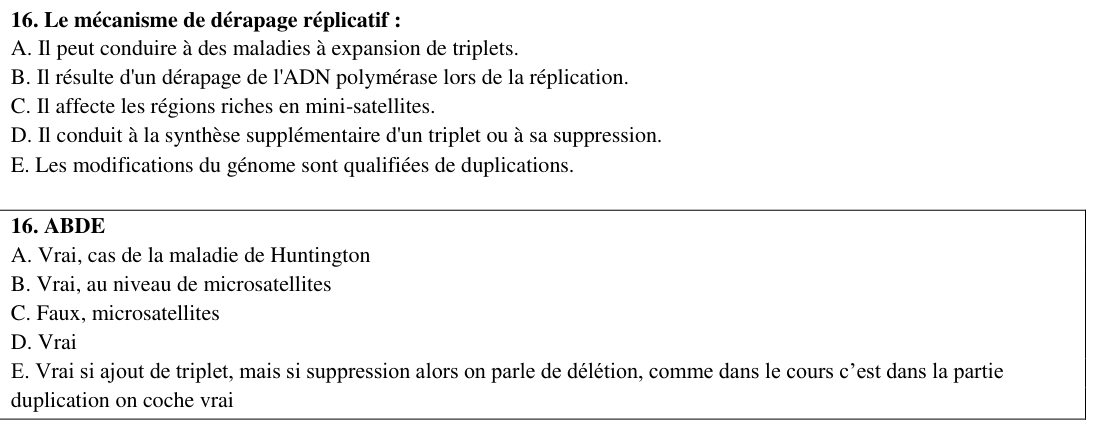 16. Le mécanisme de dérapage réplicatif :
A. Il peut conduire à des maladies à expansion de triplets.
B. Il résulte d'un dérapage de l'ADN polymérase lors de la réplication.
C. Il affecte les régions riches en mini-satellites.
D. Il conduit à la synthèse supplémentaire d'un triplet ou à sa suppression.
E. Les modifications du génome sont qualifiées de duplications.
16. ABDE
A. Vrai, cas de la maladie de Huntington
B. Vrai, au niveau de microsatellites
C. Faux, microsatellites
D. Vrai
E. Vrai si ajout de triplet, mais si suppression alors on parle de délétion, comme dans le cours c’est dans la partie
duplication on coche vrai